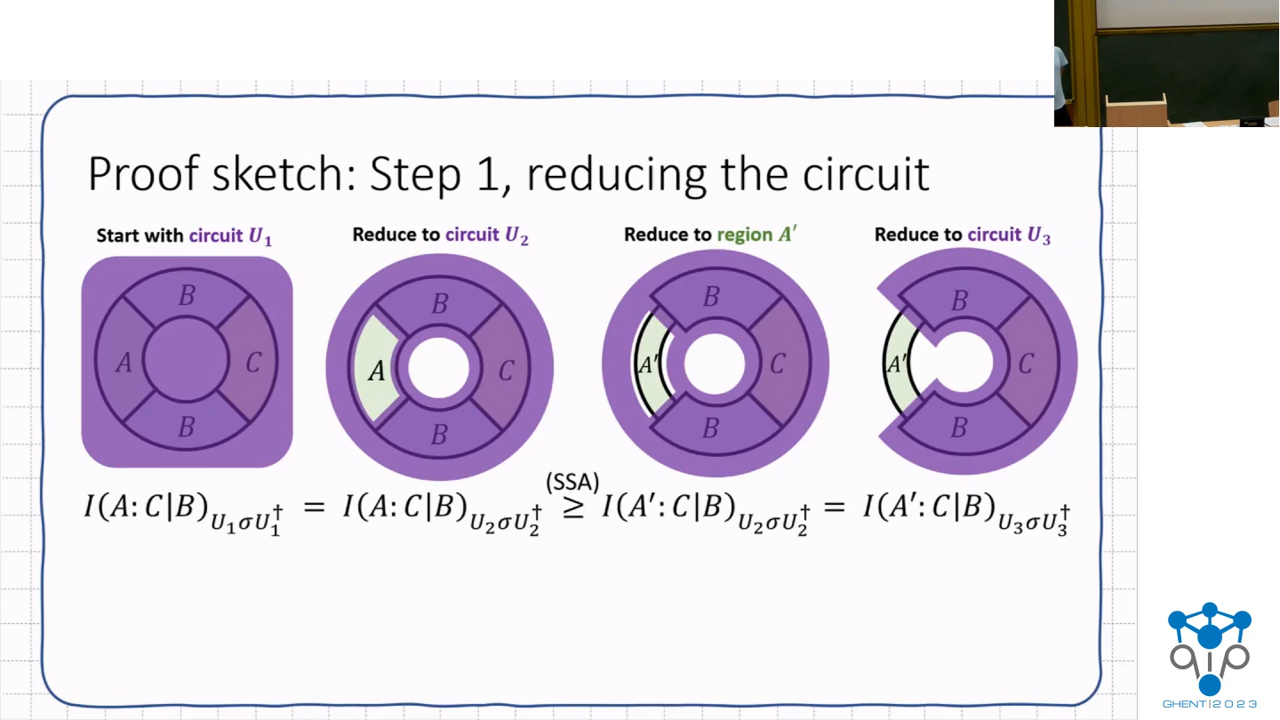 Proof sketch: Step 1, reducing the circuit
Start with circuit U₁
Reduce to circuit U₂
Reduce to region A′
Reduce to circuit U₃
B
A
C
B
B
A
C
B
B
A′
C
B
B
A′
C
B
(SSA)
I(A:C|B)_{U₁σU₁†} = I(A:C|B)_{U₂σU₂†} ≥ I(A′:C|B)_{U₂σU₂†} = I(A′:C|B)_{U₃σU₃†}
qip
GHENT|2023